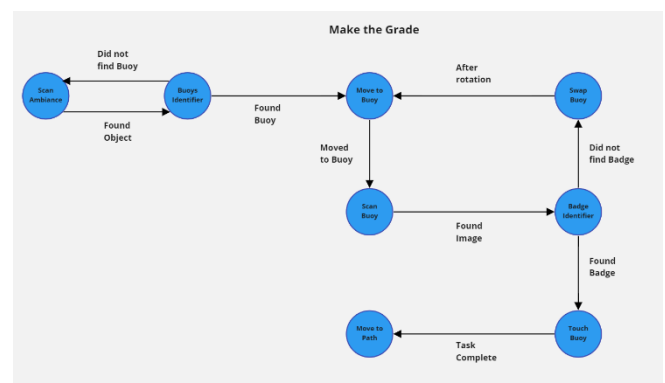 Make the Grade
Did not
find Buoy
Scan
Ambiance
Buoys
Identifier
Found
Object
Found
Buoy
Move to
Buoy
After
rotation
Swap
Buoy
Moved
to Buoy
Did not
find Badge
Scan
Buoy
Found
Image
Badge
Identifier
Found
Badge
Move to
Path
Task
Complete
Touch
Buoy